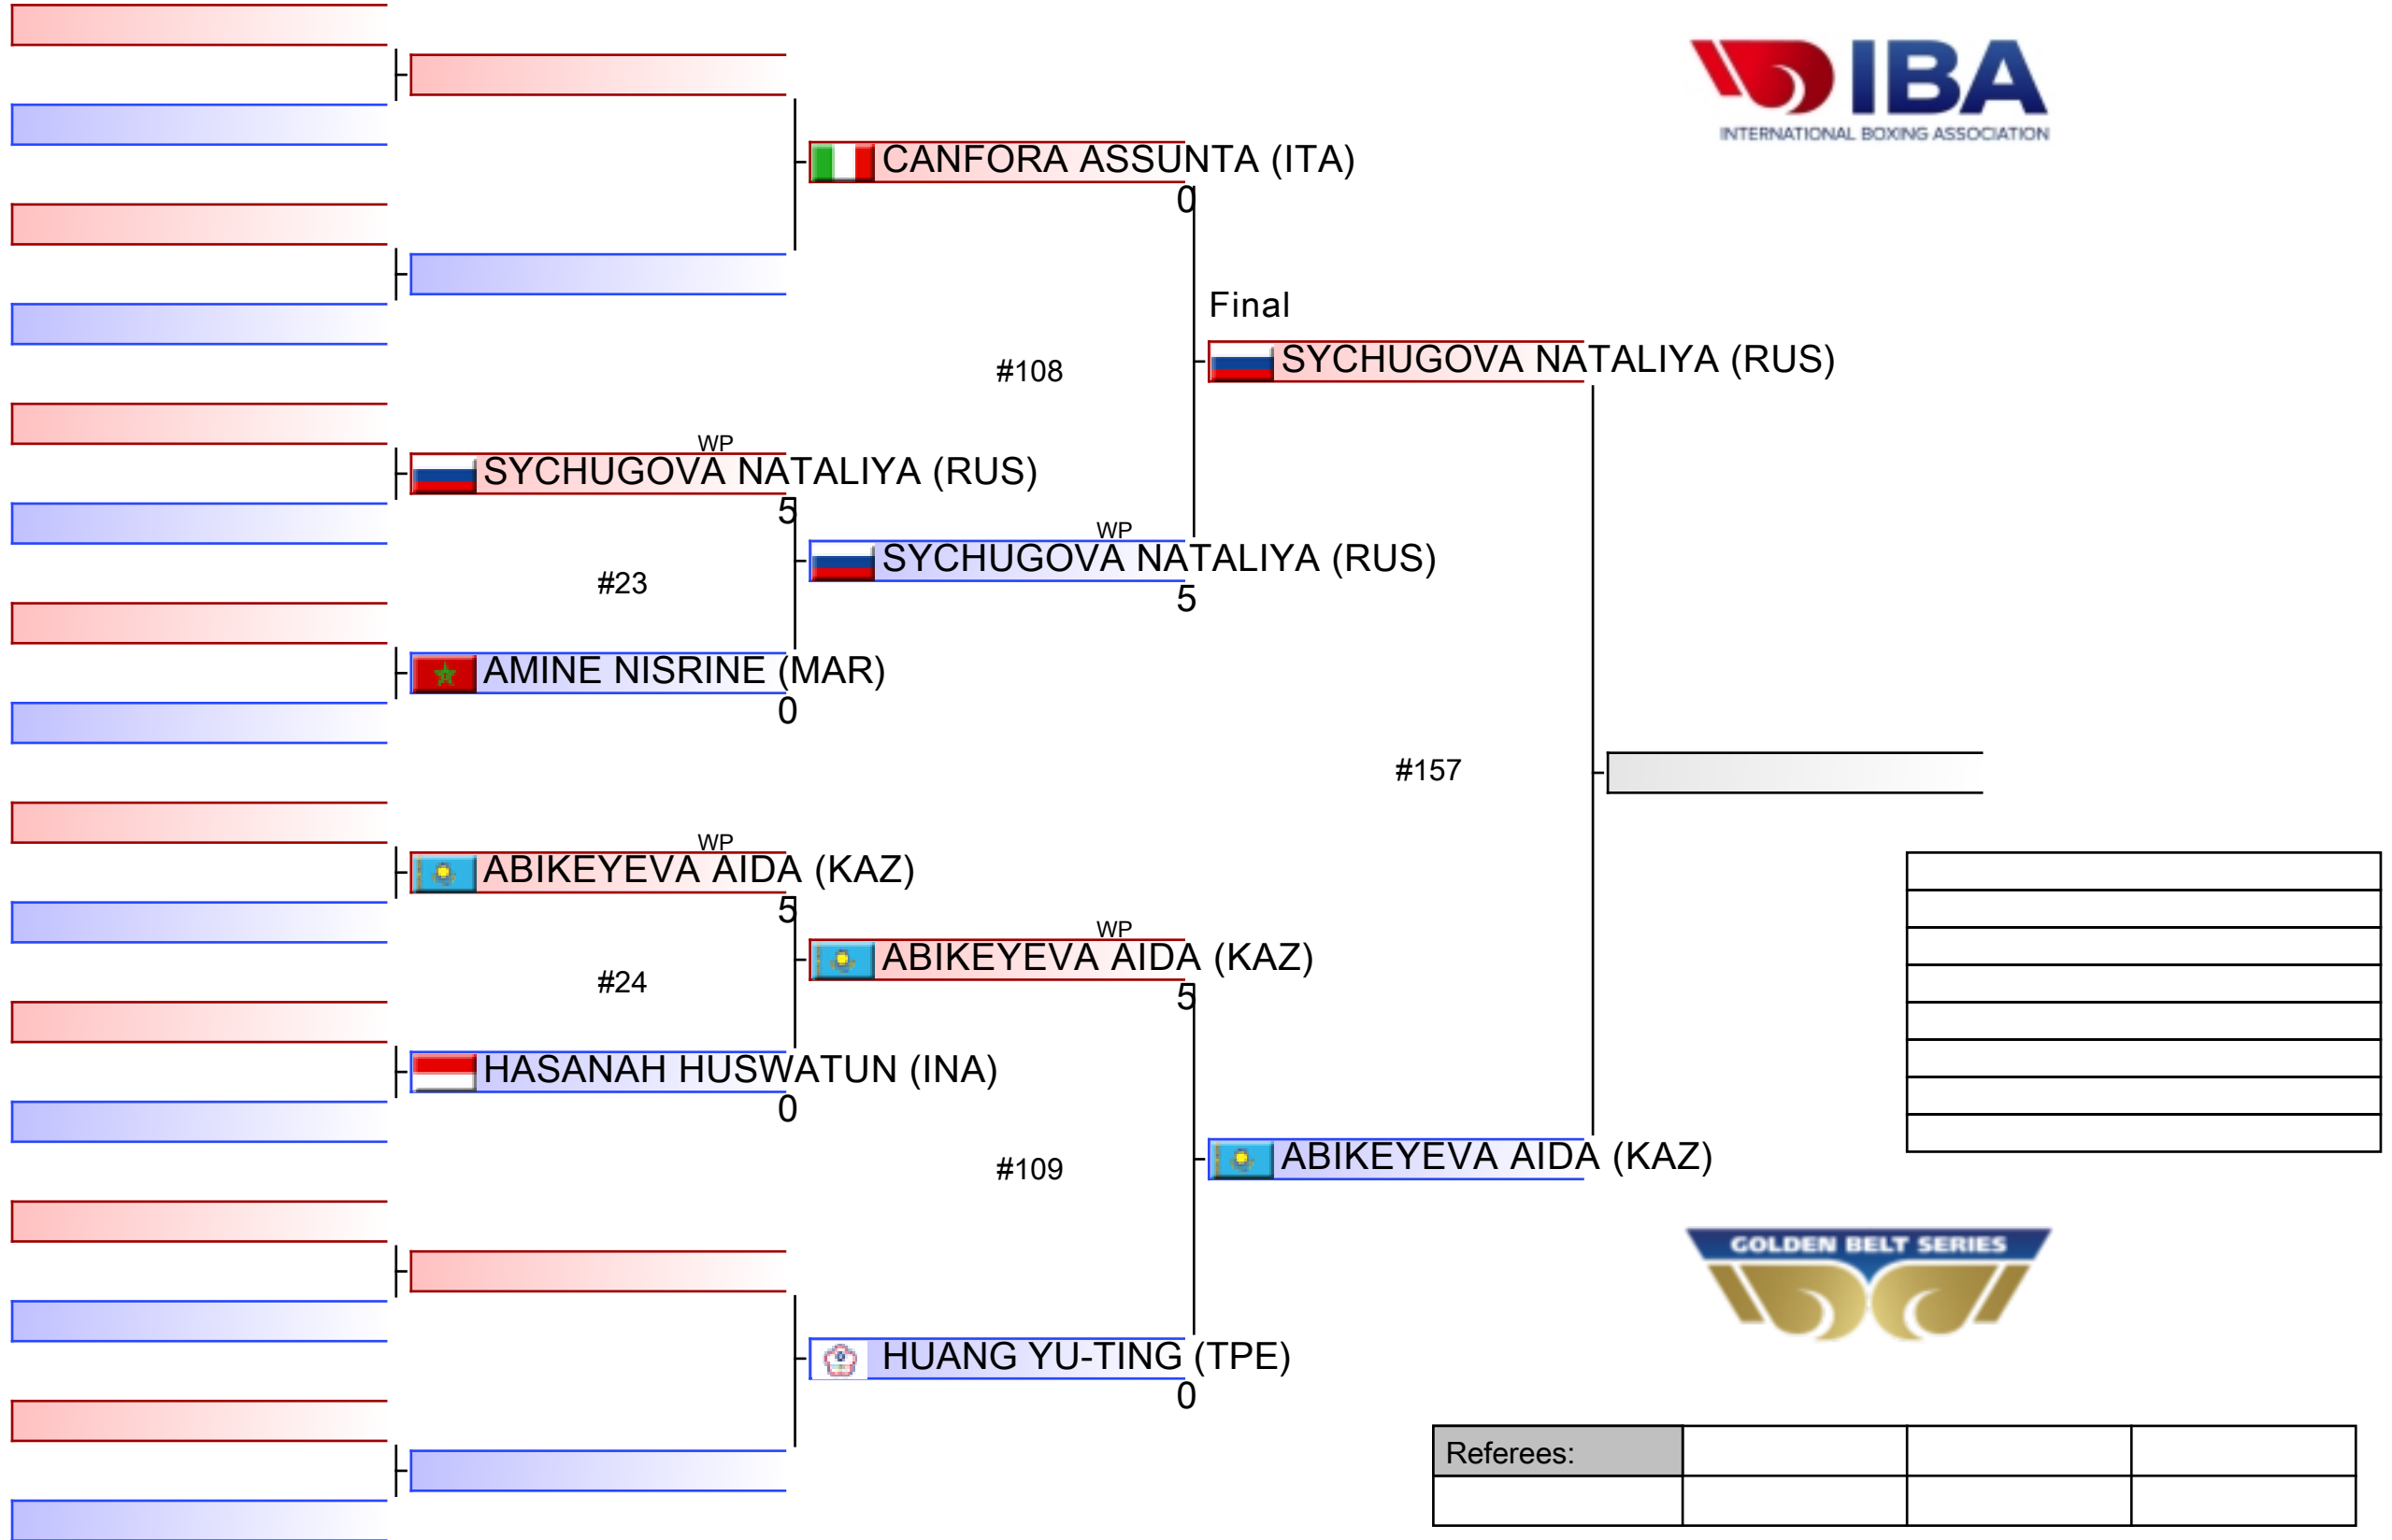 IBA
INTERNATIONAL BOXING ASSOCIATION
CANFORA ASSUNTA (ITA)
0
Final
SYCHUGOVA NATALIYA (RUS)
#108
WP
SYCHUGOVA NATALIYA (RUS)
5
WP
SYCHUGOVA NATALIYA (RUS)
5
#23
AMINE NISRINE (MAR)
0
#157
WP
ABIKEYEVA AIDA (KAZ)
5
WP
ABIKEYEVA AIDA (KAZ)
5
#24
HASANAH HUSWATUN (INA)
0
#109
ABIKEYEVA AIDA (KAZ)
GOLDEN BELT SERIES
HUANG YU-TING (TPE)
0
Referees: